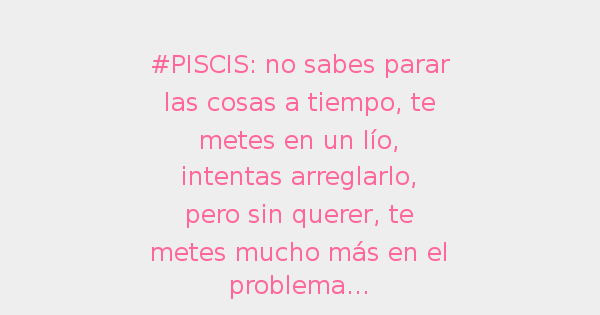 #PISCIS: no sabes parar
las cosas a tiempo, te
metes en un lío,
intentas arreglarlo,
pero sin querer, te
metes mucho más en el
problema...